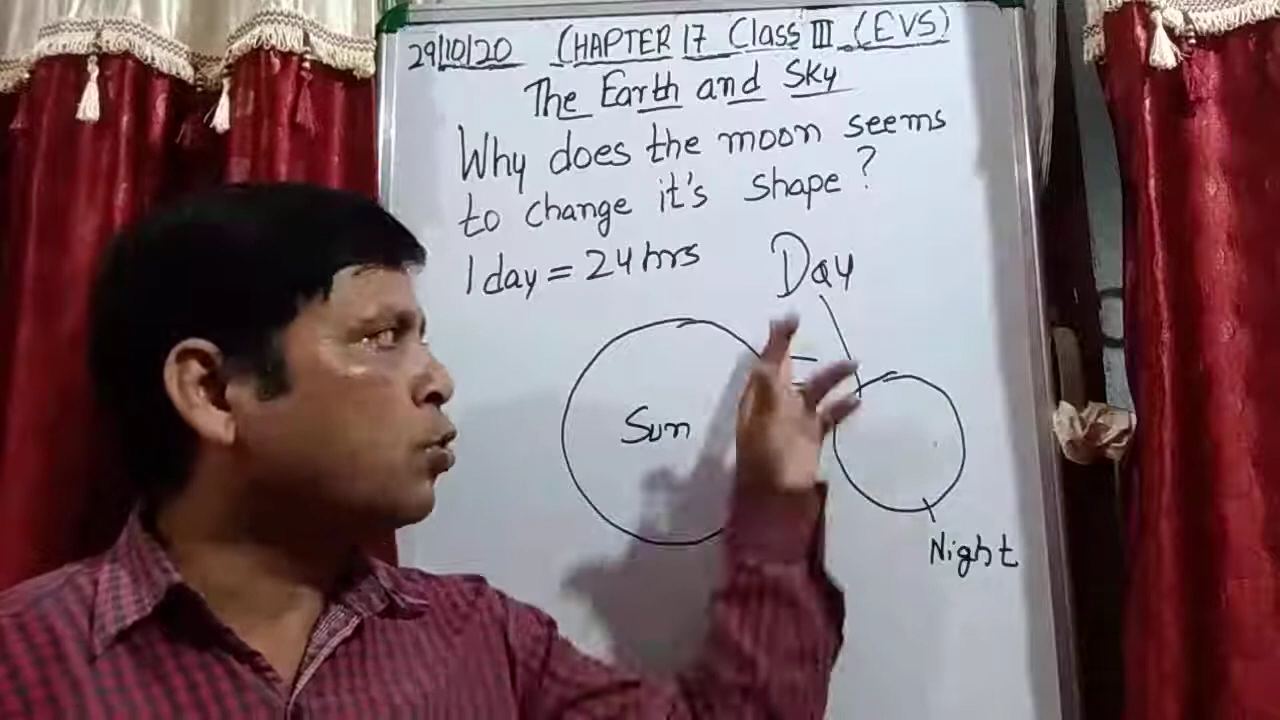 29/10/20 CHAPTER 17 Class III (EVS)
The Earth and Sky
Why does the moon seems
to change it's shape?
1 day = 24 hrs
Day
Sun
Night